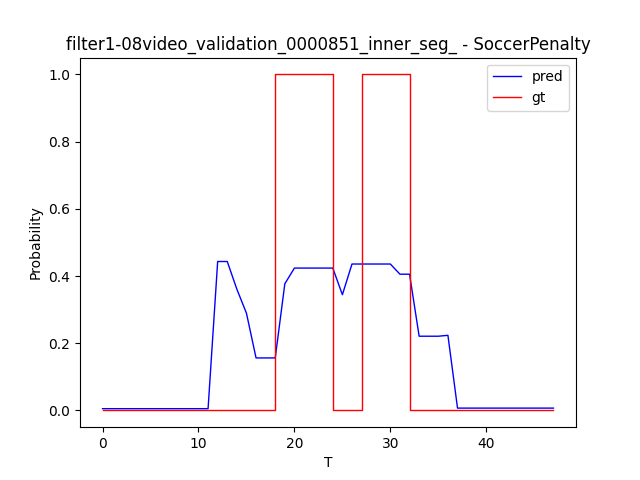 filter1-08video_validation_0000851_inner_seg_ - SoccerPenalty
pred
gt
1.0
0.8
0.6
0.4
0.2
0.0
Probability
0
10
20
30
40
T